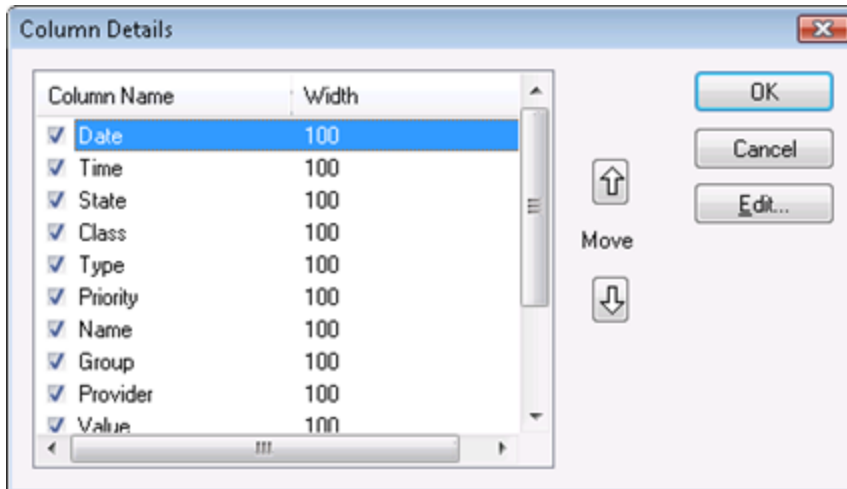 Column Details
Column Name Width
Date 100
Time 100
State 100
Class 100
Type 100
Priority 100
Name 100
Group 100
Provider 100
Value 100
OK
Cancel
Edit...
Move